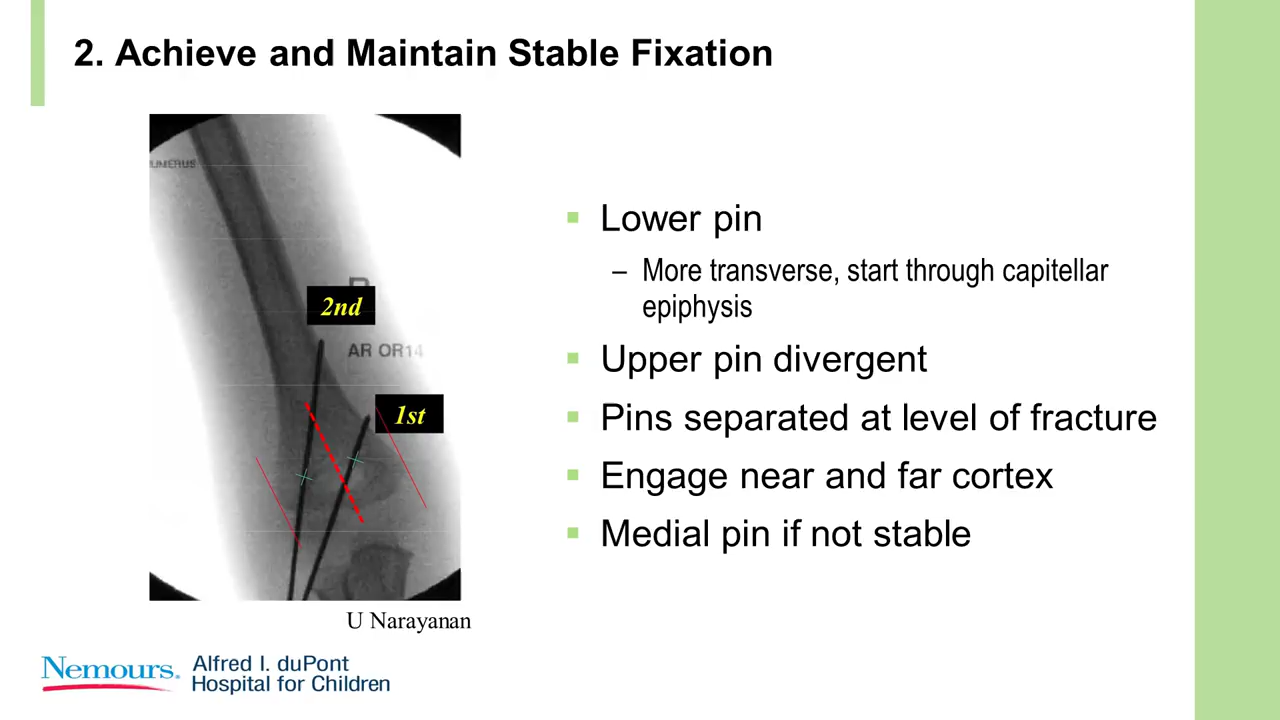 2. Achieve and Maintain Stable Fixation
UMERUS
2nd
AR OR14
1st
U Narayanan
▪ Lower pin
– More transverse, start through capitellar
epiphysis
▪ Upper pin divergent
▪ Pins separated at level of fracture
▪ Engage near and far cortex
▪ Medial pin if not stable
Nemours. Alfred I. duPont
Hospital for Children